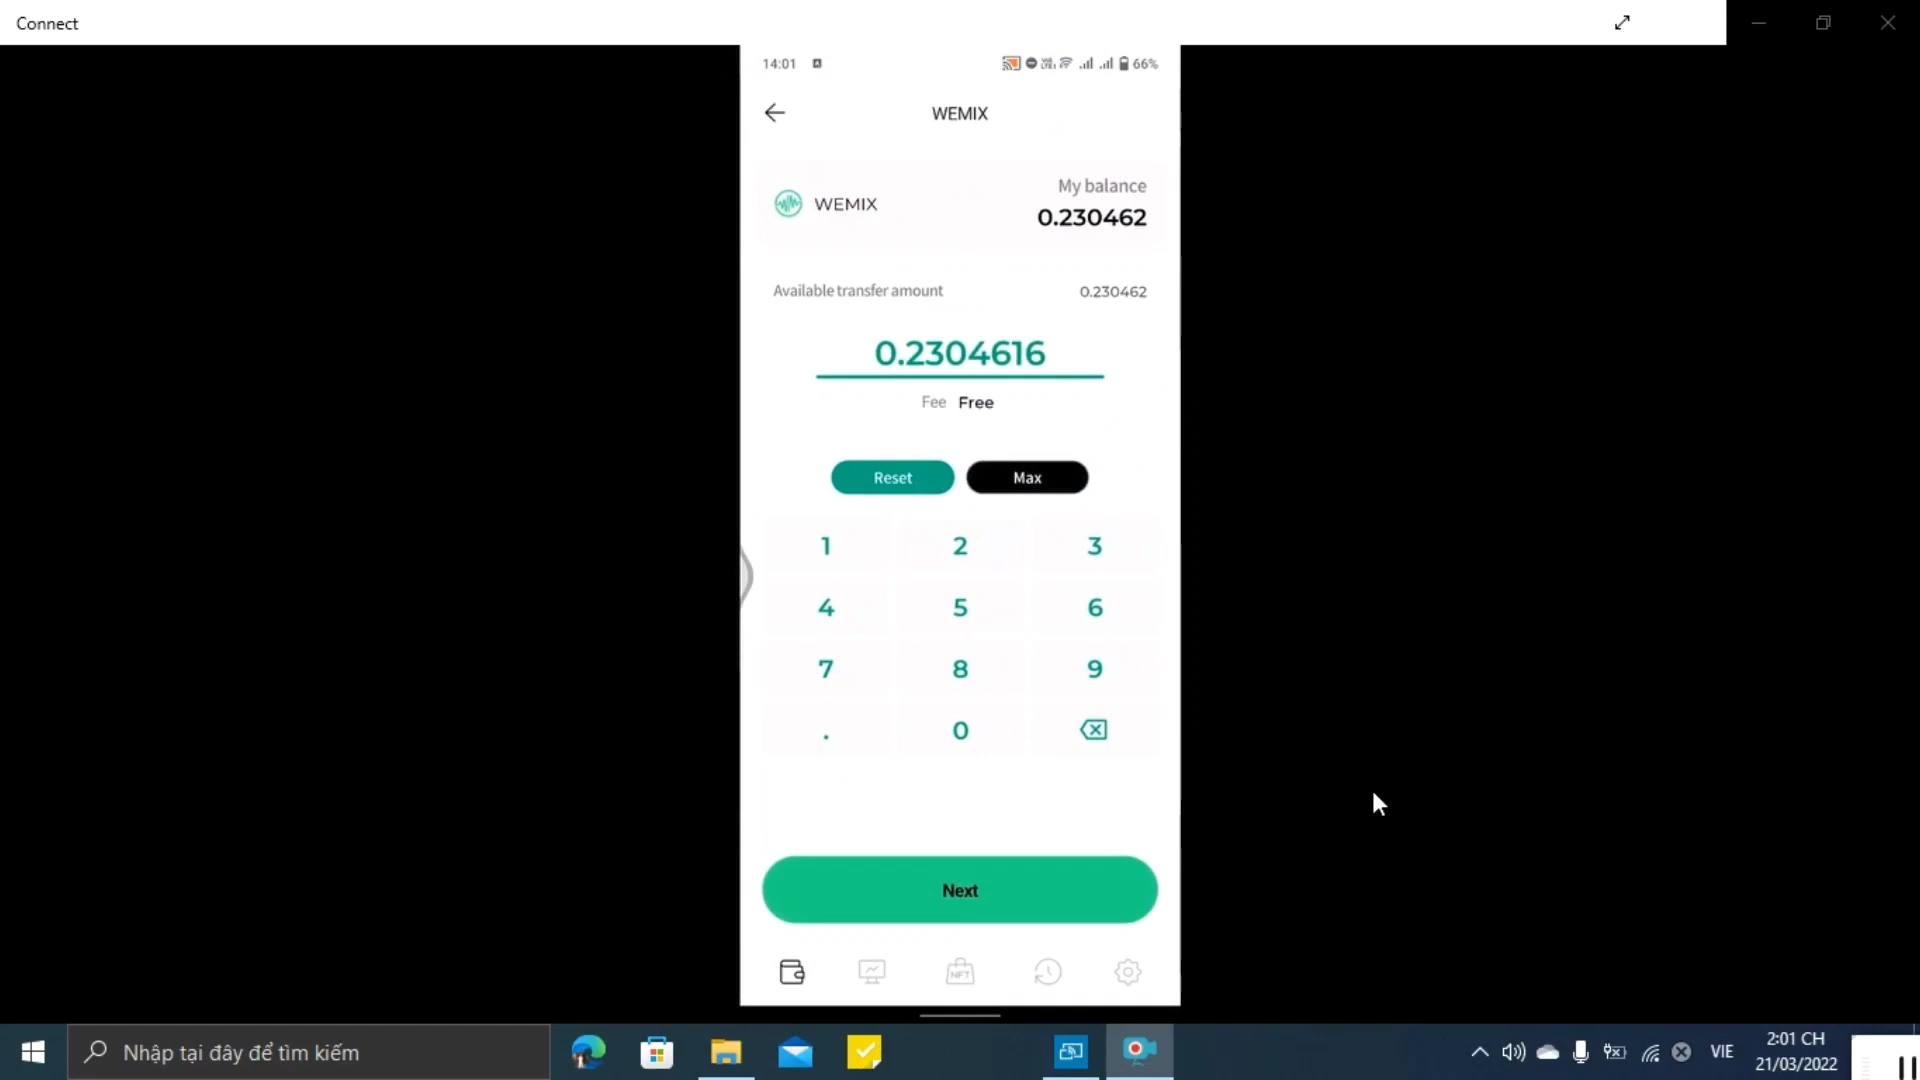 Connect
14:01
66%
WEMIX
WEMIX
My balance
0.230462
Available transfer amount
0.230462
0.2304616
Fee Free
Reset
Max
1 2 3
4 5 6
7 8 9
. 0
Next
NFT
Nhập tại đây để tìm kiếm
VIE
2:01 CH
21/03/2022